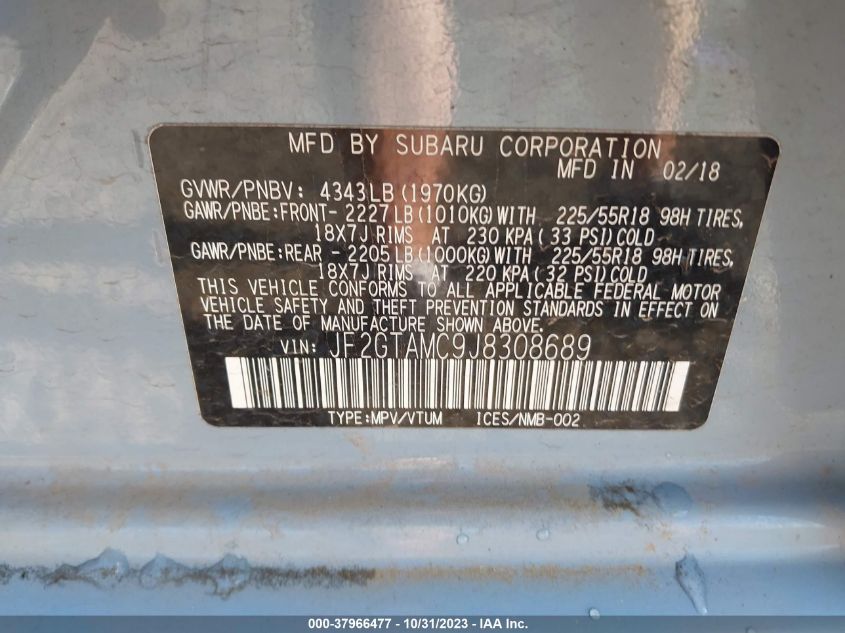 MFD BY SUBARU CORPORATION
MFD IN 02/18
GVWR/PNBV: 4343LB (1970KG)
GAWR/PNBE:FRONT- 2227 LB (1010KG) WITH 225/55R18 98H TIRES,
18X7J RIMS AT 230 KPA ( 33 PSI) COLD
GAWR/PNBE:REAR - 2205 LB (1000KG) WITH 225/55R18 98H TIRES,
18X7J RIMS AT 220 KPA ( 32 PSI) COLD
THIS VEHICLE CONFORMS TO ALL APPLICABLE FEDERAL MOTOR
VEHICLE SAFETY AND THEFT PREVENTION STANDARDS IN EFFECT ON
THE DATE OF MANUFACTURE SHOWN ABOVE.
VIN: JF2GTAMC9J8308689
TYPE:MPV/VTUM ICES/NMB-002
000-37966477 - 10/31/2023 - IAA Inc.